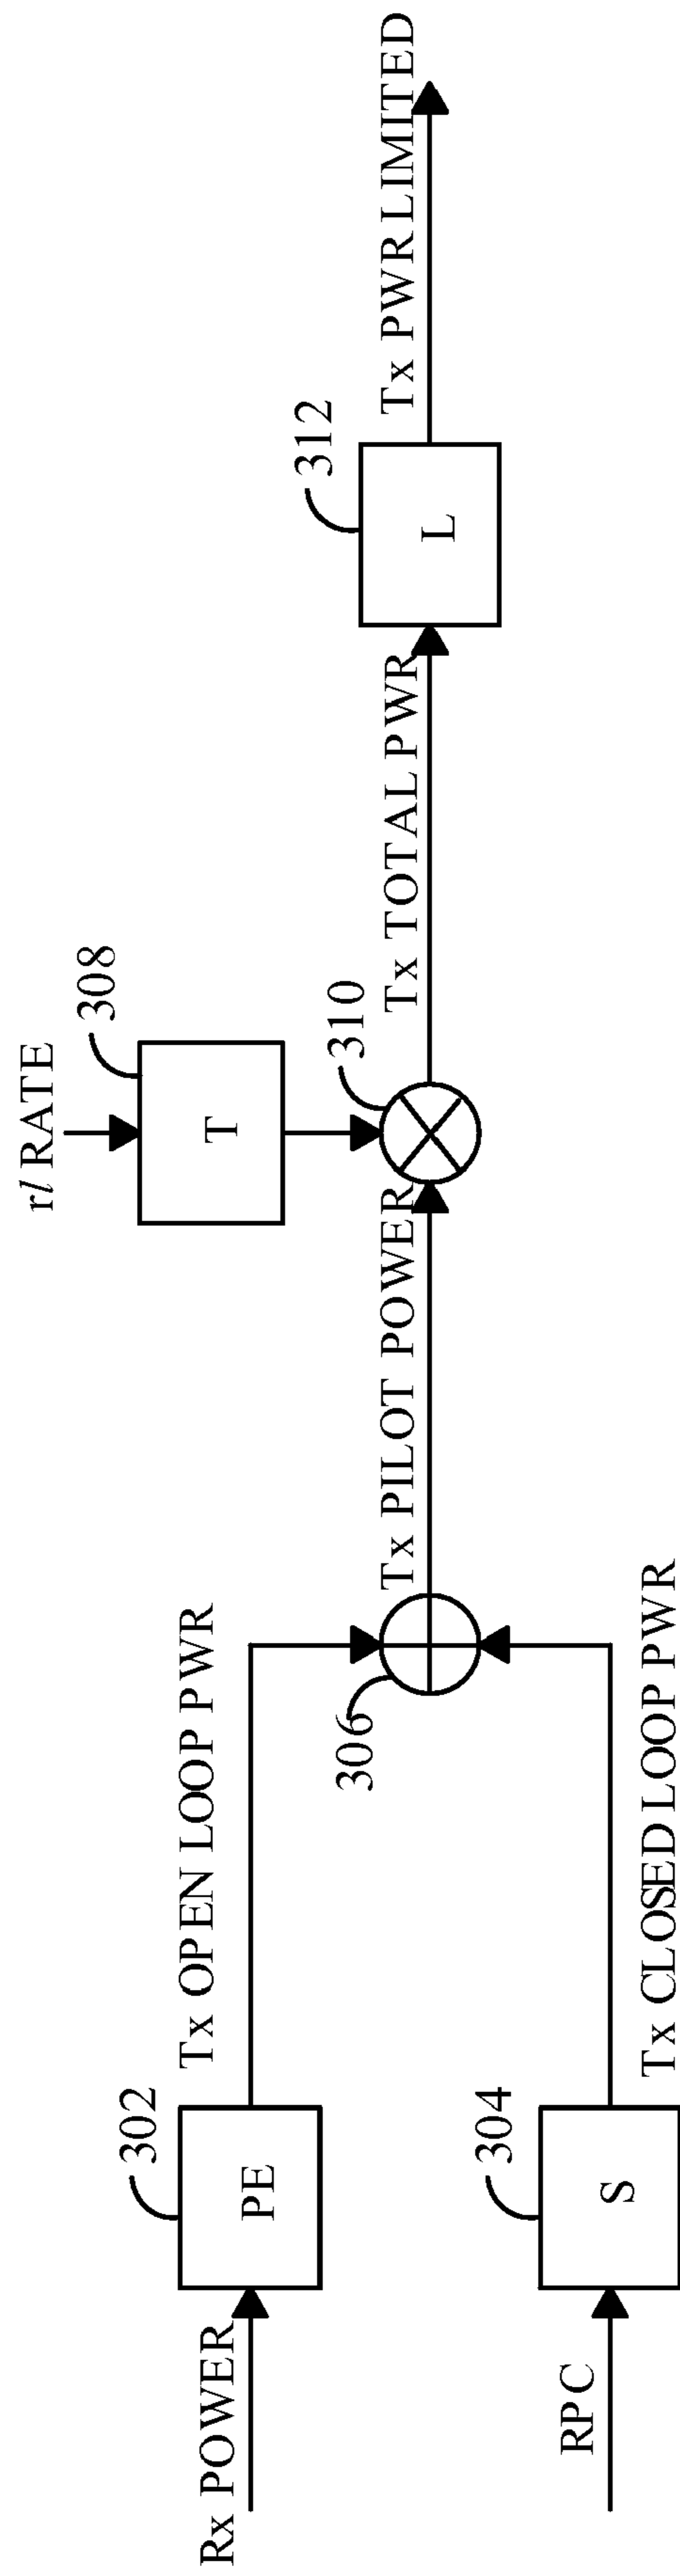 Rx POWER
302
PE
Tx OPEN LOOP PWR
RPC
304
S
Tx CLOSED LOOP PWR
306
Tx PILOT POWER
rl RATE
308
T
310
Tx TOTAL PWR
312
L
Tx PWR LIMITED